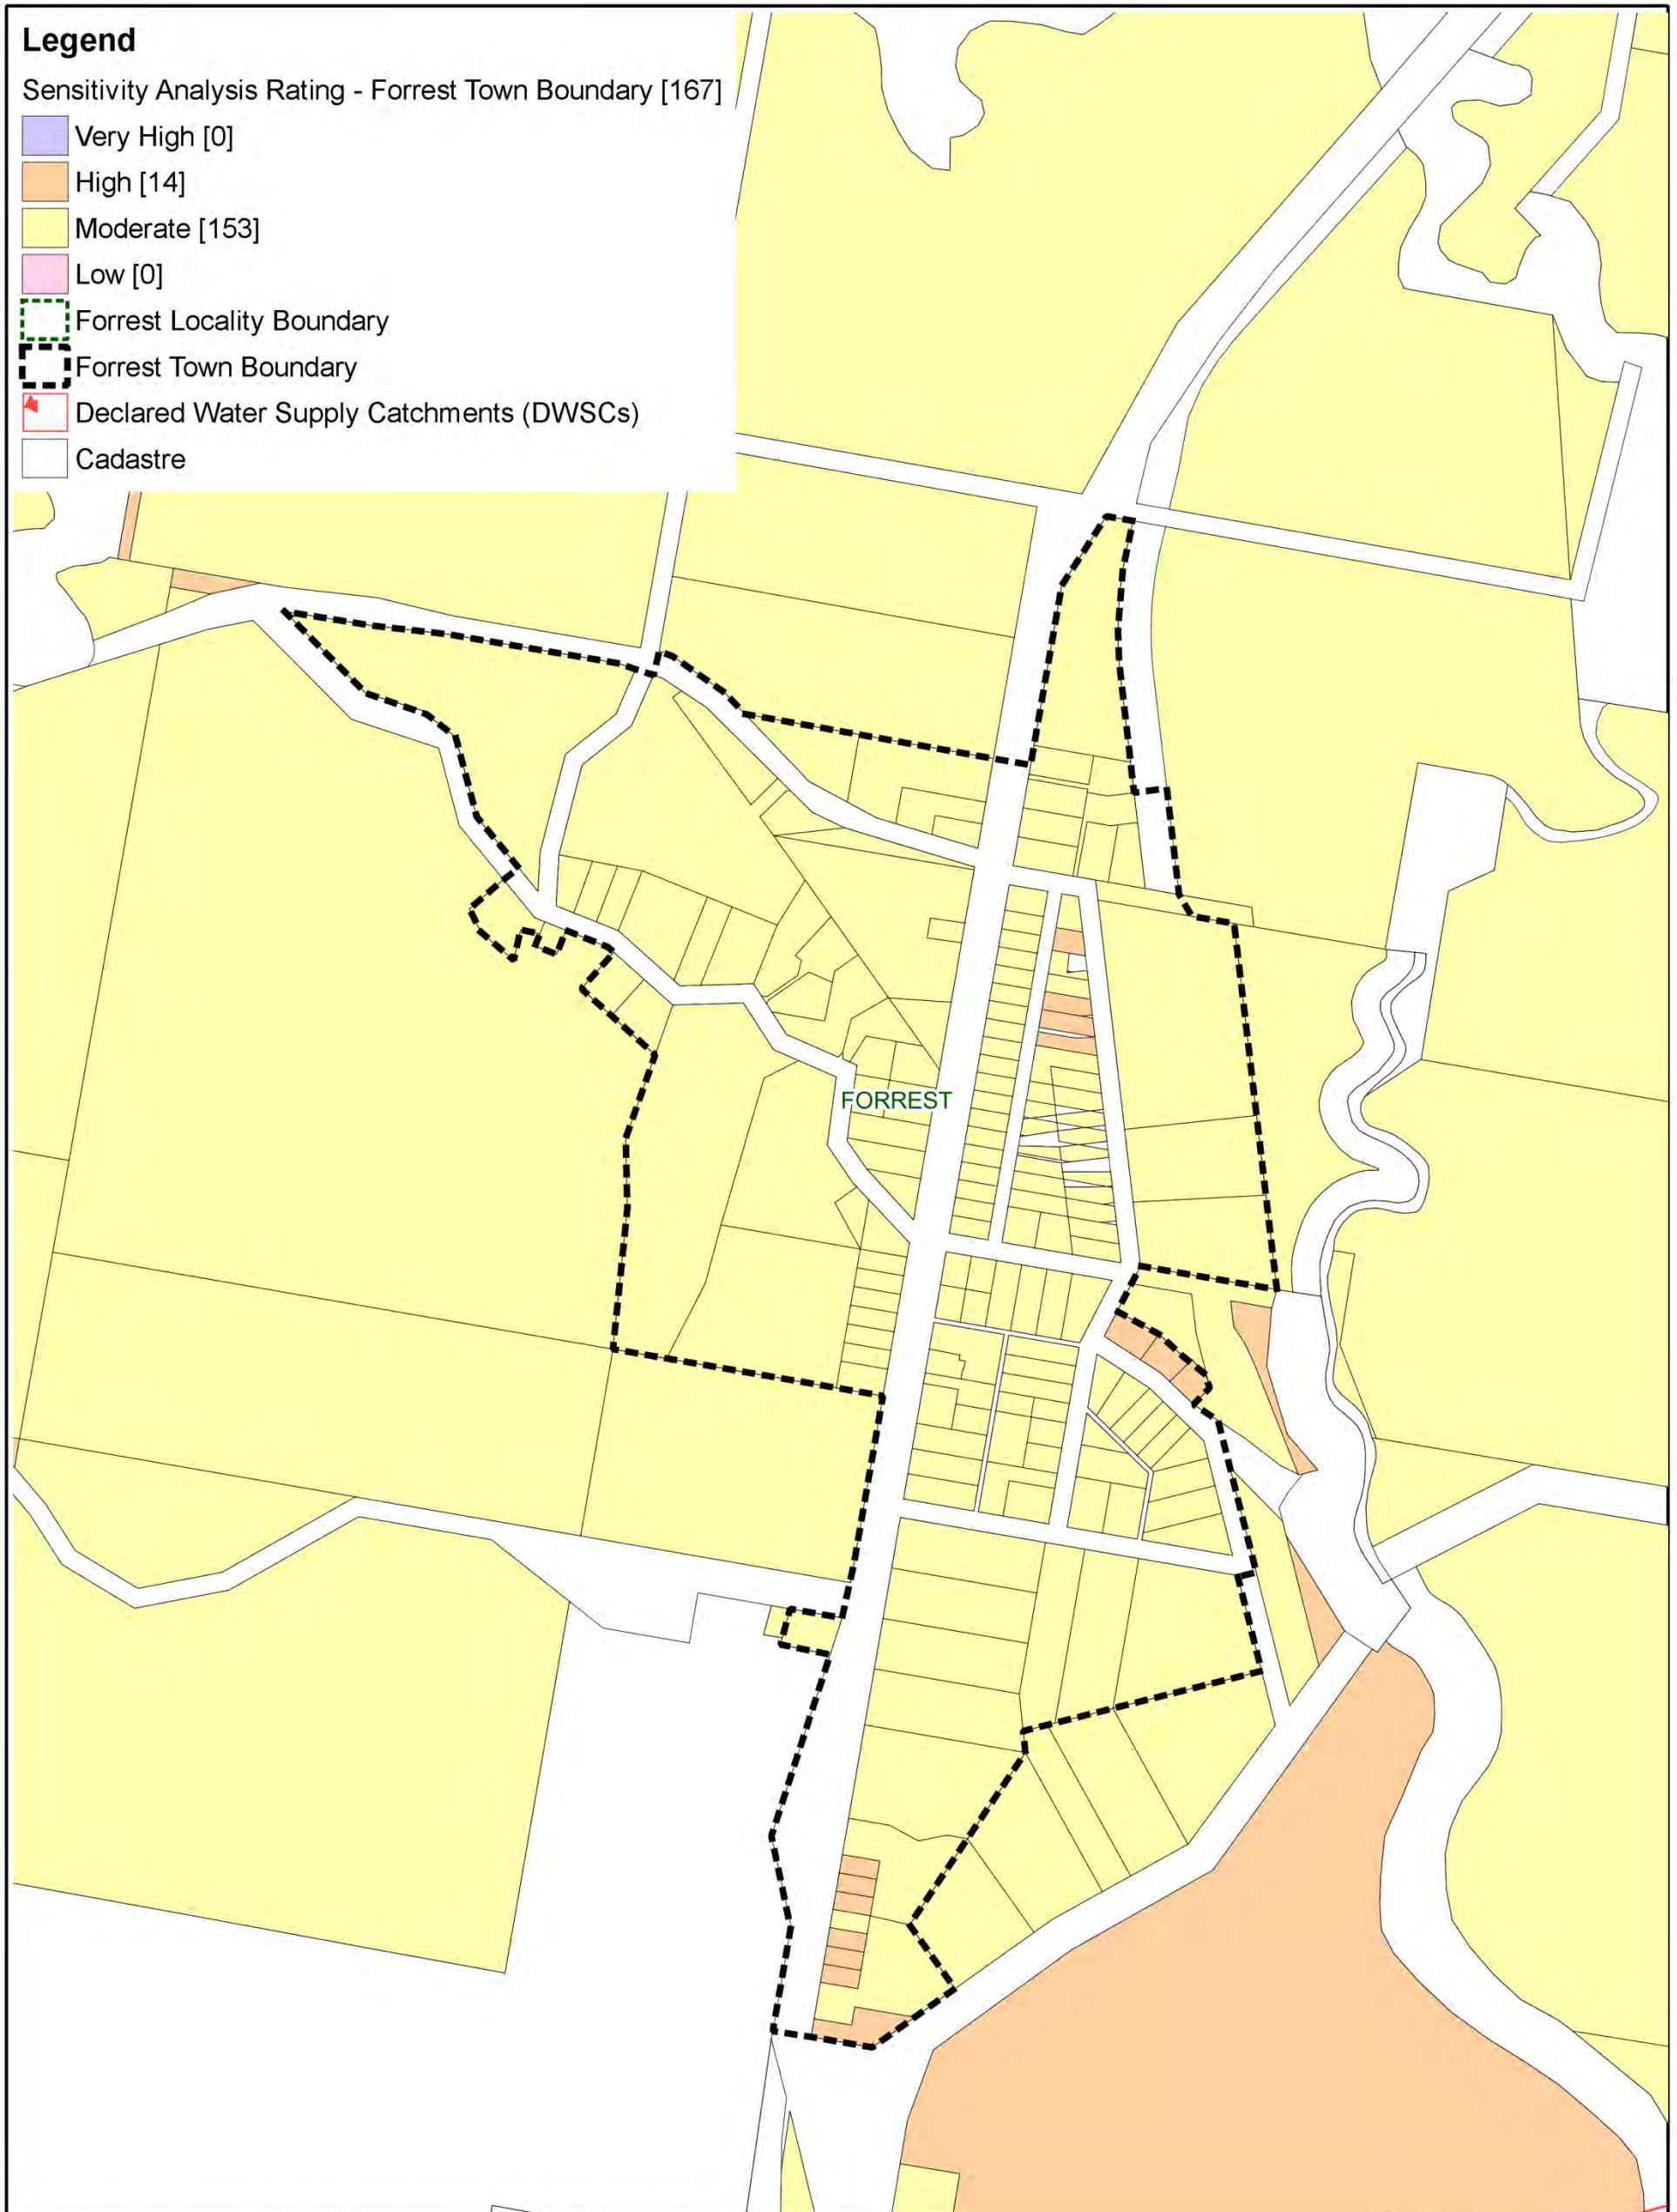 Legend
Sensitivity Analysis Rating - Forrest Town Boundary [167]
Very High [0]
High [14]
Moderate [153]
Low [0]
Forrest Locality Boundary
Forrest Town Boundary
Declared Water Supply Catchments (DWSCs)
Cadastre
FORREST